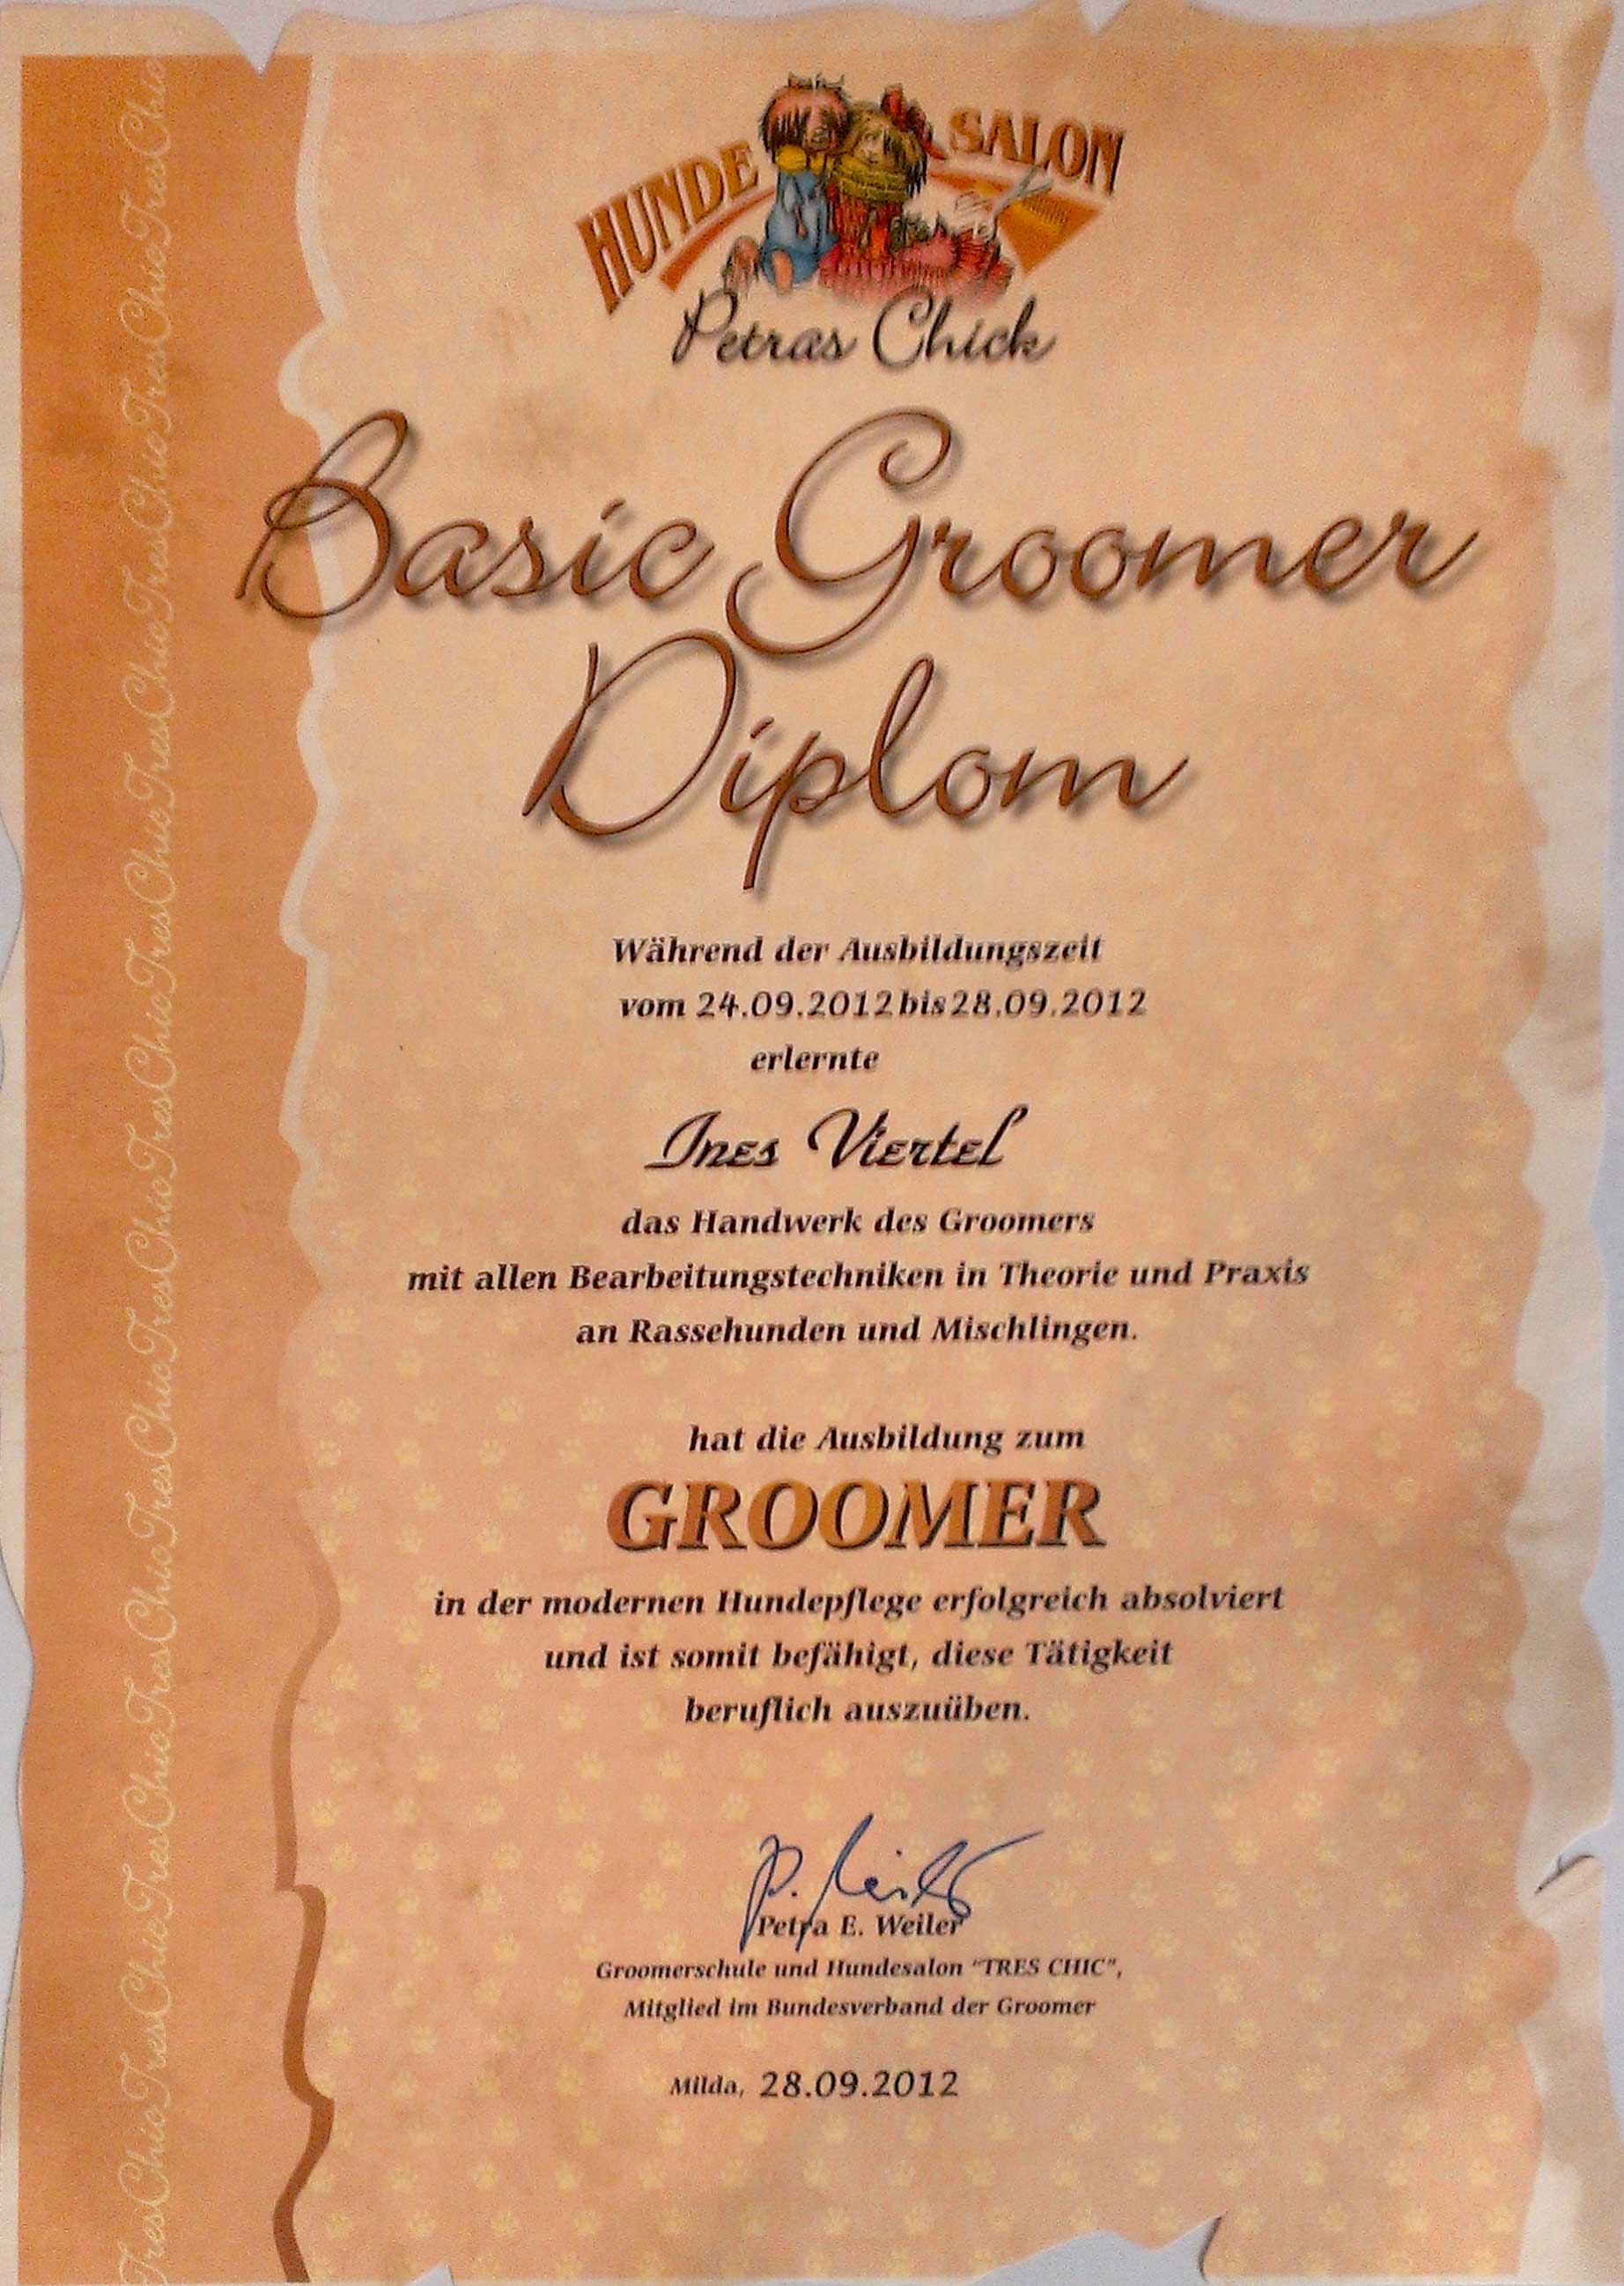 HUNDE SALON
Petras Chick
Basic Groomer
Diplom
Während der Ausbildungszeit
vom 24.09.2012 bis 28.09.2012
erlernte
Ines Viertel
das Handwerk des Groomers
mit allen Bearbeitungstechniken in Theorie und Praxis
an Rassehunden und Mischlingen.
hat die Ausbildung zum
GROOMER
in der modernen Hundepflege erfolgreich absolviert
und ist somit befähigt, diese Tätigkeit
beruflich auszuüben.
P. Weiler
Petra E. Weiler
Groomerschule und Hundesalon "TRES CHIC",
Mitglied im Bundesverband der Groomer
Milda, 28.09.2012
TresChicTresChicTresChicTresChicTresChicTresChicTresChicTresChicTresChicTresChicTresChicTresChicTresChic